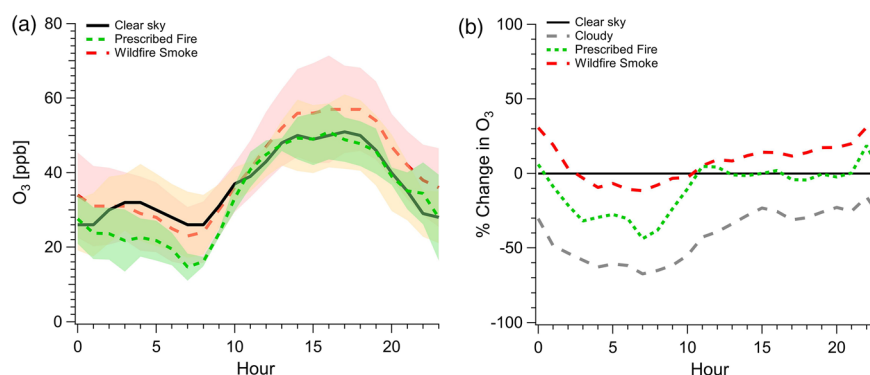 (a)
Clear sky
Prescribed Fire
Wildfire Smoke
80
60
40
20
0
O3 [ppb]
0 5 10 15 20
Hour
(b)
Clear sky
Cloudy
Prescribed Fire
Wildfire Smoke
100
50
0
-50
-100
% Change in O3
0 5 10 15 20
Hour